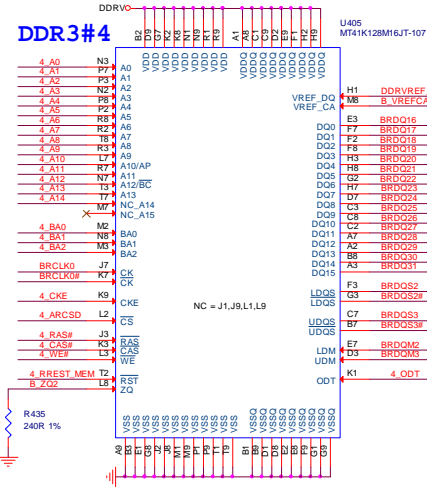 DDRV
DDR3#4
U405
MT41K128M16JT-107
B2 D9 G7 K2 K8 N1 N9 R1 R9 A1 A8 C1 C9 D2 E9 F1 H2 H9
VDD VDD VDD VDD VDD VDD VDD VDD VDD VDDQ VDDQ VDDQ VDDQ VDDQ VDDQ VDDQ VDDQ VDDQ
4_A0 N3 A0
4_A1 P7 A1
4_A2 P3 A2
4_A3 N2 A3
4_A4 P8 A4
4_A5 P2 A5
4_A6 R8 A6
4_A7 R2 A7
4_A8 T8 A8
4_A9 R3 A9
4_A10 L7 A10/AP
4_A11 R7 A11
4_A12 N7 A12/BC
4_A13 T3 A13
4_A14 T7 NC_A14
M7 NC_A15
4_BA0 M2 BA0
4_BA1 N8 BA1
4_BA2 M3 BA2
BRCLK0 J7 CK
BRCLK0# K7 CK
4_CKE K9 CKE
4_ARCSD L2 CS
4_RAS# J3 RAS
4_CAS# K3 CAS
4_WE# L3 WE
4_RREST_MEM T2 RST
B_ZQ2 L8 ZQ
R435
240R 1%
NC = J1,J9,L1,L9
VREF_DQ H1 DDRVREF
VREF_CA M8 B_VREFCA
DQ0 E3 BRDQ16
DQ1 F7 BRDQ17
DQ2 F2 BRDQ18
DQ3 F8 BRDQ19
DQ4 H3 BRDQ20
DQ5 H8 BRDQ21
DQ6 G2 BRDQ22
DQ7 H7 BRDQ23
DQ8 D7 BRDQ24
DQ9 C3 BRDQ25
DQ10 C8 BRDQ26
DQ11 C2 BRDQ27
DQ12 A7 BRDQ28
DQ13 A2 BRDQ29
DQ14 B8 BRDQ30
DQ15 A3 BRDQ31
LDQS F3 BRDQS2
LDQS G3 BRDQS2#
UDQS C7 BRDQS3
UDQS B7 BRDQS3#
LDM E7 BRDQM2
UDM D3 BRDQM3
ODT K1 4_ODT
VSS VSS VSS VSS VSS VSS VSS VSS VSS VSS VSS VSS VSSQ VSSQ VSSQ VSSQ VSSQ VSSQ VSSQ VSSQ VSSQ
A9 B3 E1 G8 J2 J8 M1 M9 P1 P9 T1 T9 B1 B9 D1 D8 E2 E8 F9 G1 G9